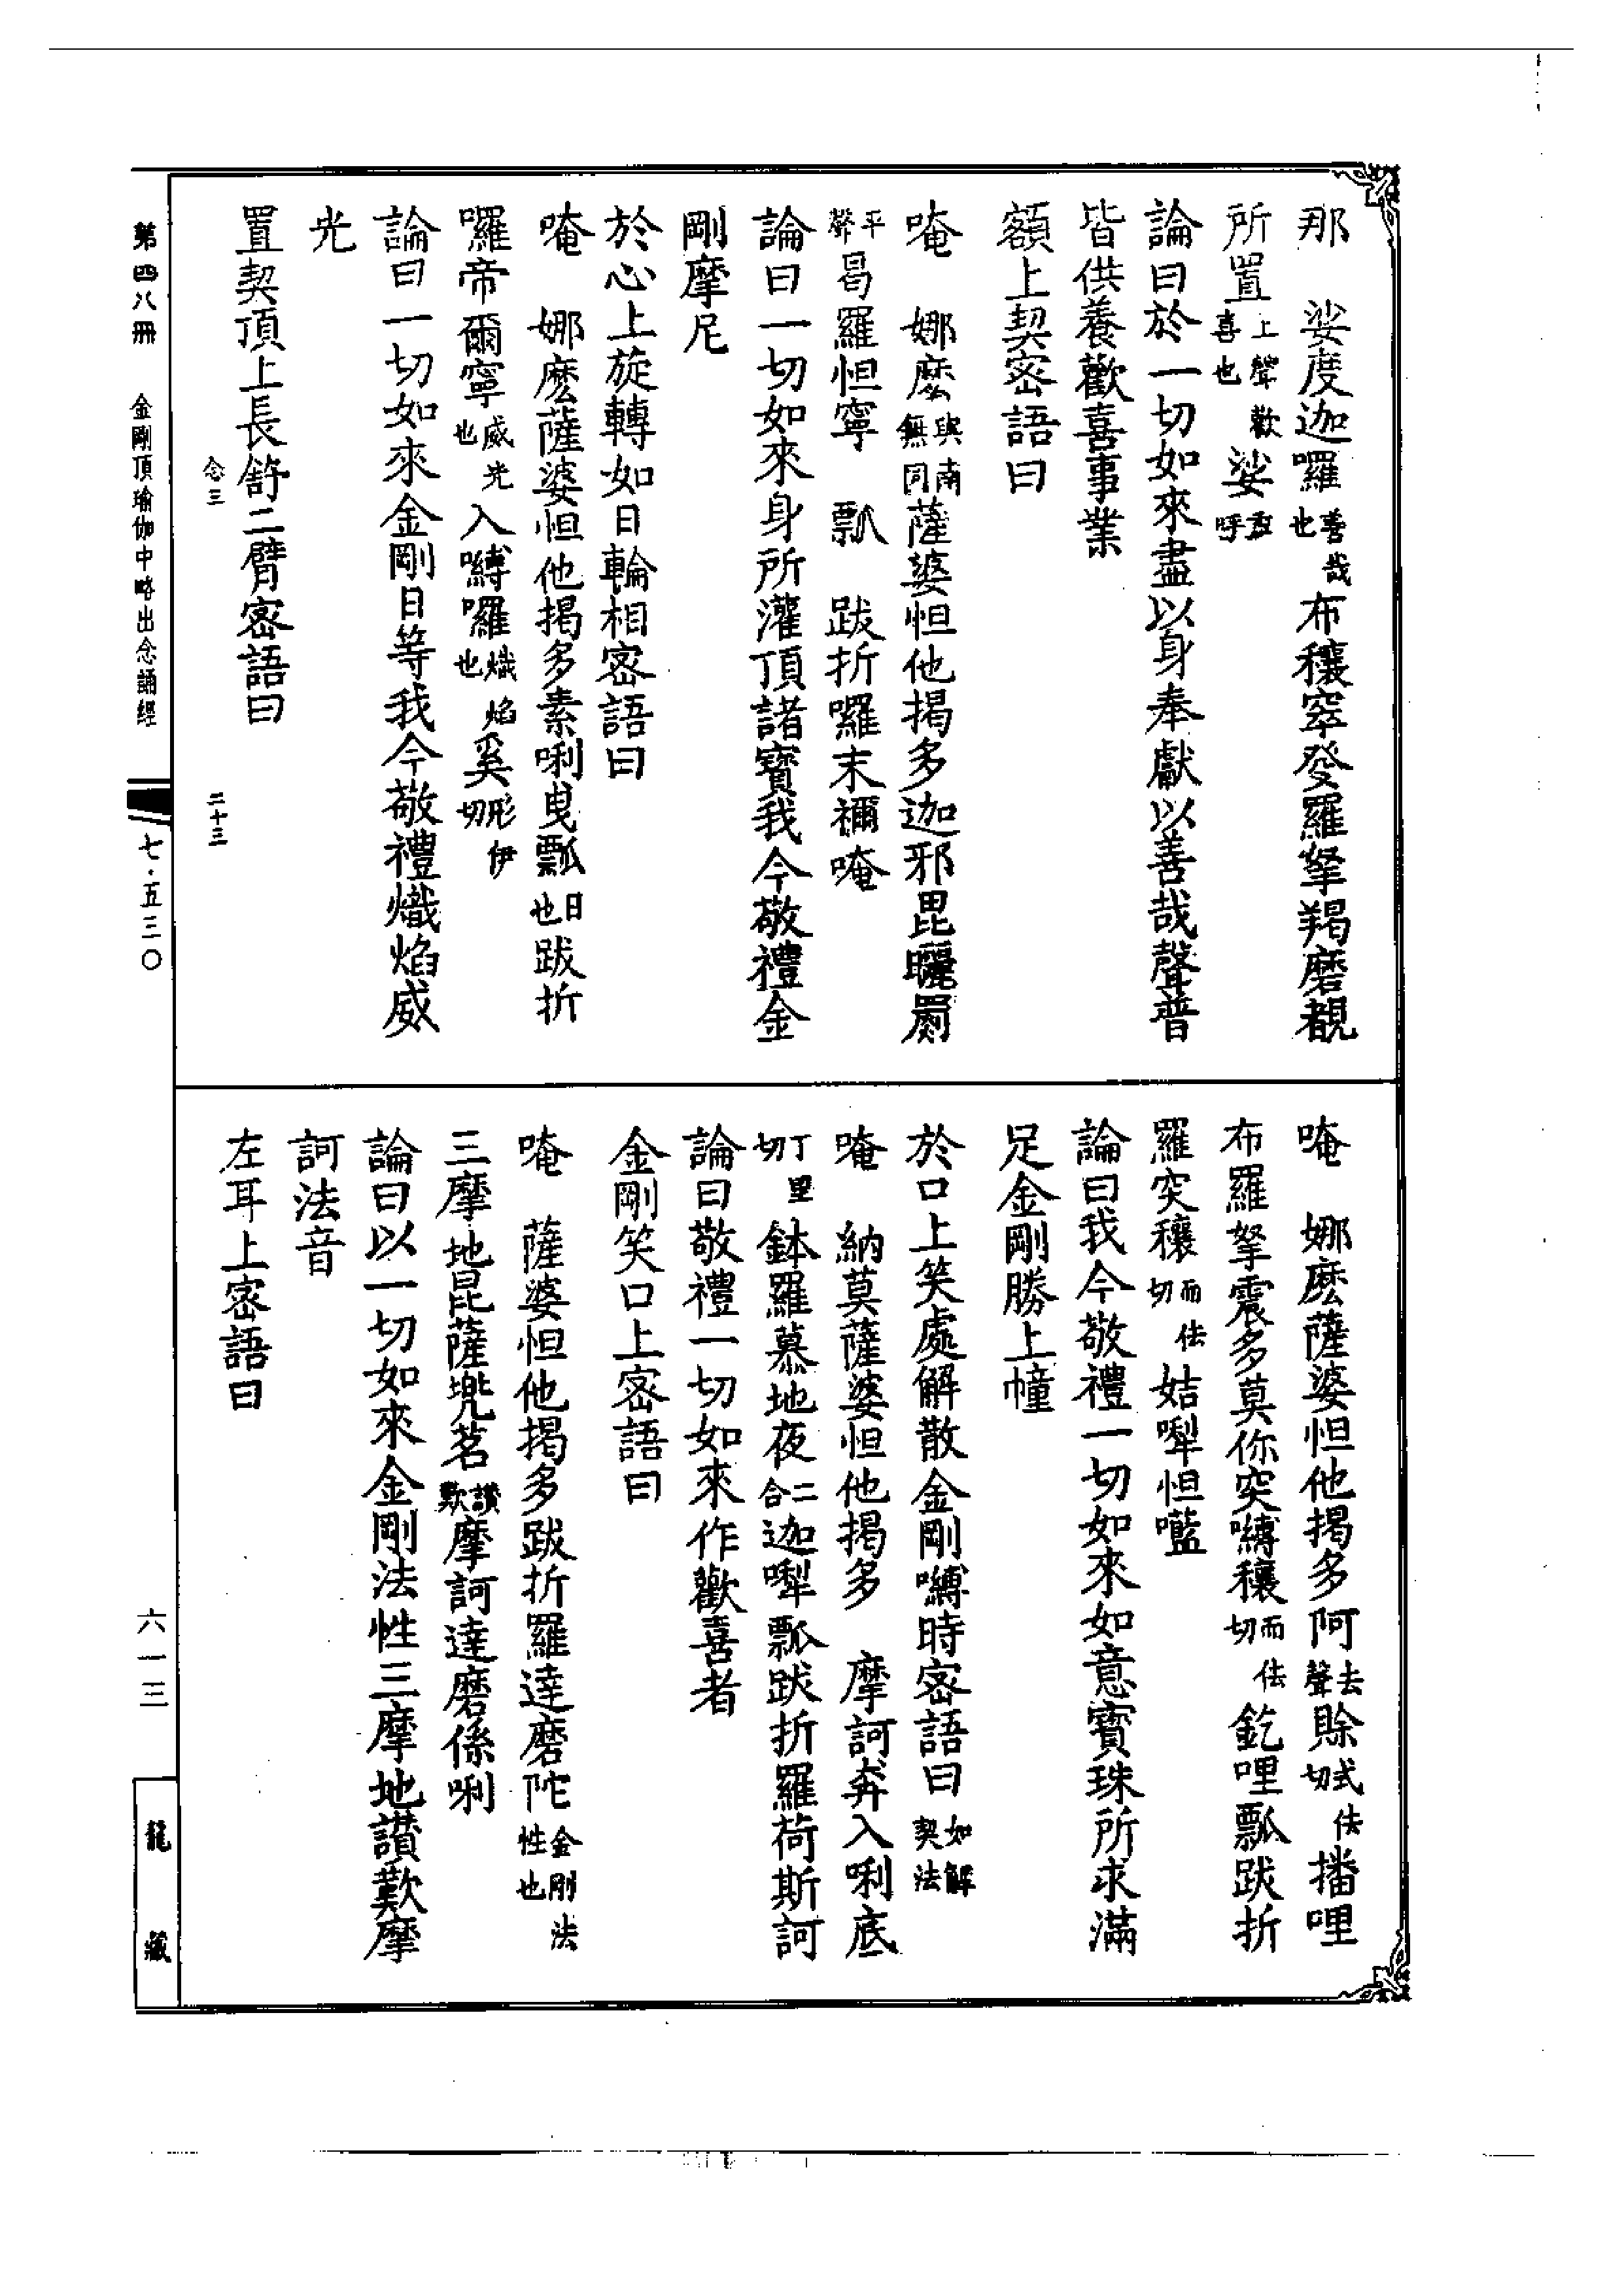 那　娑度迦囉善哉也布穰窣發羅拏羯磨覩
所置上聲歡喜也娑重呼
論曰於一切如來盡以身奉獻以善哉聲普
皆供養歡喜事業
額上契密語曰
唵　娜麽與南無同薩婆怛他揭多迦邪毘曬罽
平聲曷羅怛寧　瓢　跋折囉末禰唵
論曰一切如來身所灌頂諸寶我今敬禮金
剛摩尼
於心上旋轉如日輪相密語曰
唵　娜麽薩婆怛他揭多素唎曳瓢日也跋折
囉帝爾寧威光也入嚩囉熾焰也奚形伊切
論曰一切如來金剛日等我今敬禮熾焰威
光
置契頂上長舒二臂密語曰
唵　娜麽薩婆怛他揭多阿去聲賖式佉切播哩
布羅拏震多莫你突嚩穰而佉切釳哩瓢跋折
羅突穰而佉切姞㗚怛嚂
論曰我今敬禮一切如來如意寶珠所求滿
足金剛勝上幢
於口上笑處解散金剛嚩時密語曰如解契法
唵　納莫薩婆怛他揭多　摩訶奔入唎底
丁里切鉢羅慕地夜二合迦㗚瓢跋折羅荷斯訶
論曰敬禮一切如來作歡喜者
金剛笑口上密語曰
唵　薩婆怛他揭多跋折羅達磨陀金剛法性也
三摩地昆薩兠茗讃歎摩訶達磨係唎
論曰以一切如來金剛法性三摩地讃歎摩
訶法音
左耳上密語曰
第四八冊　金剛頂瑜伽中略出念誦經
念三　二十三
七·五三〇
六一三
龍藏